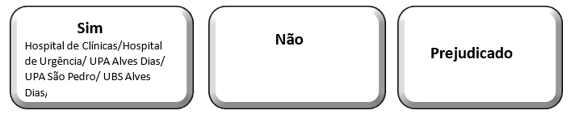 Sim
Hospital de Clínicas/Hospital
de Urgência/ UPA Alves Dias/
UPA São Pedro/ UBS Alves
Dias,
Não
Prejudicado